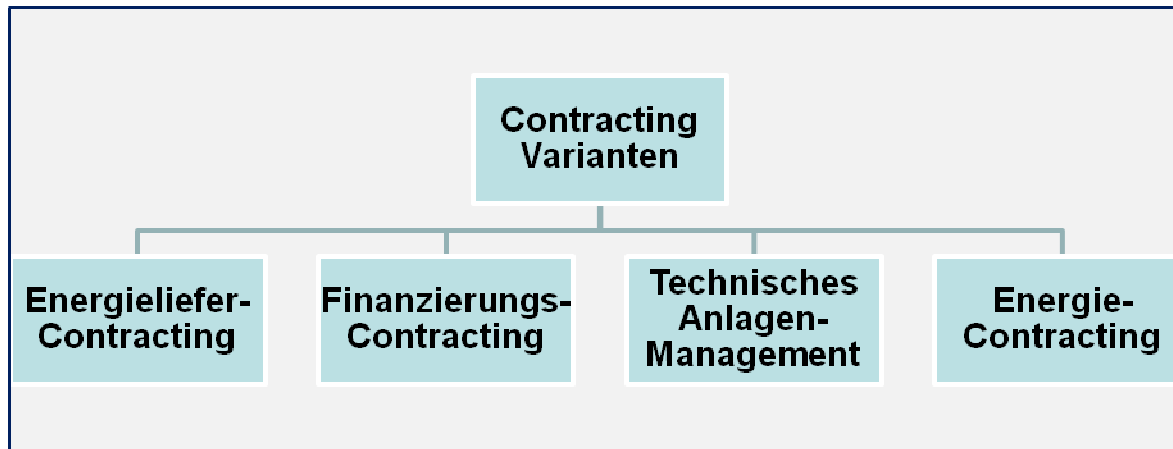 Contracting
Varianten
Energieliefer-
Contracting
Finanzierungs-
Contracting
Technisches
Anlagen-
Management
Energie-
Contracting